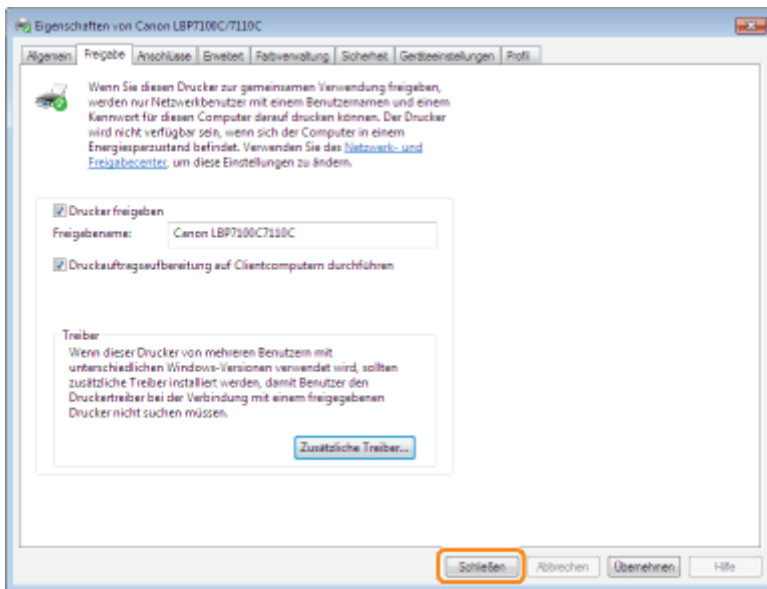 Eigenschaften von Canon LBP7100C/7110C
Allgemein Freigabe Anschlüsse Erweitert Farbverwaltung Sicherheit Geräteeinstellungen Profil
Wenn Sie diesen Drucker zur gemeinsamen Verwendung freigeben,
werden nur Netzwerkbenutzer mit einem Benutzernamen und einem
Kennwort für diesen Computer darauf drucken können. Der Drucker
wird nicht verfügbar sein, wenn sich der Computer in einem
Energiesparzustand befindet. Verwenden Sie das Netzwerk- und
Freigabecenter, um diese Einstellungen zu ändern.
Drucker freigeben
Freigabename: Canon LBP7100C7110C
Druckauftragsaufbereitung auf Clientcomputern durchführen
Treiber
Wenn dieser Drucker von mehreren Benutzern mit
unterschiedlichen Windows-Versionen verwendet wird, sollten
zusätzliche Treiber installiert werden, damit Benutzer den
Druckertreiber bei der Verbindung mit einem freigegebenen
Drucker nicht suchen müssen.
Zusätzliche Treiber...
Schließen Abbrechen Übernehmen Hilfe